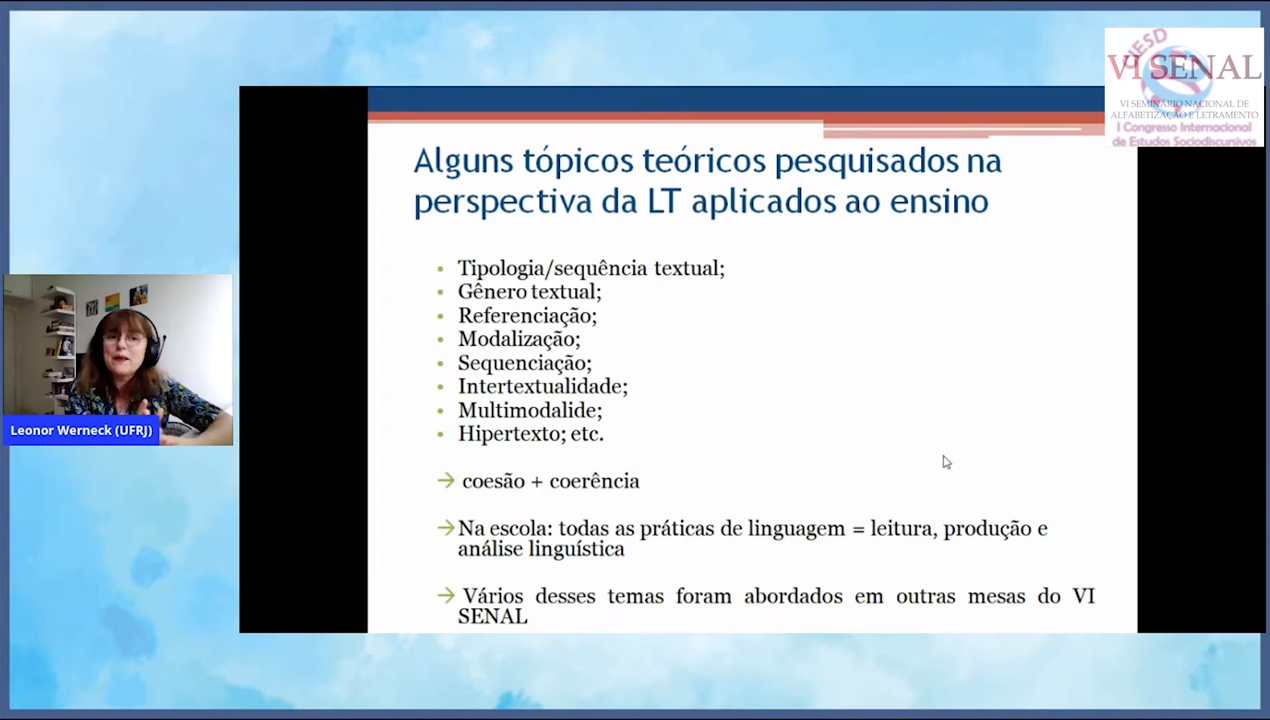 VI SENAL
VI SEMINÁRIO NACIONAL DE
ALFABETIZAÇÃO E LETRAMENTO
I Congresso Internacional
de Estudos Sociodiscursivos
Alguns tópicos teóricos pesquisados na
perspectiva da LT aplicados ao ensino
• Tipologia/sequência textual;
• Gênero textual;
• Referenciação;
• Modalização;
• Sequenciação;
• Intertextualidade;
• Multimodalide;
• Hipertexto; etc.
→ coesão + coerência
→ Na escola: todas as práticas de linguagem = leitura, produção e
análise linguística
→ Vários desses temas foram abordados em outras mesas do VI
SENAL
Leonor Werneck (UFRJ)